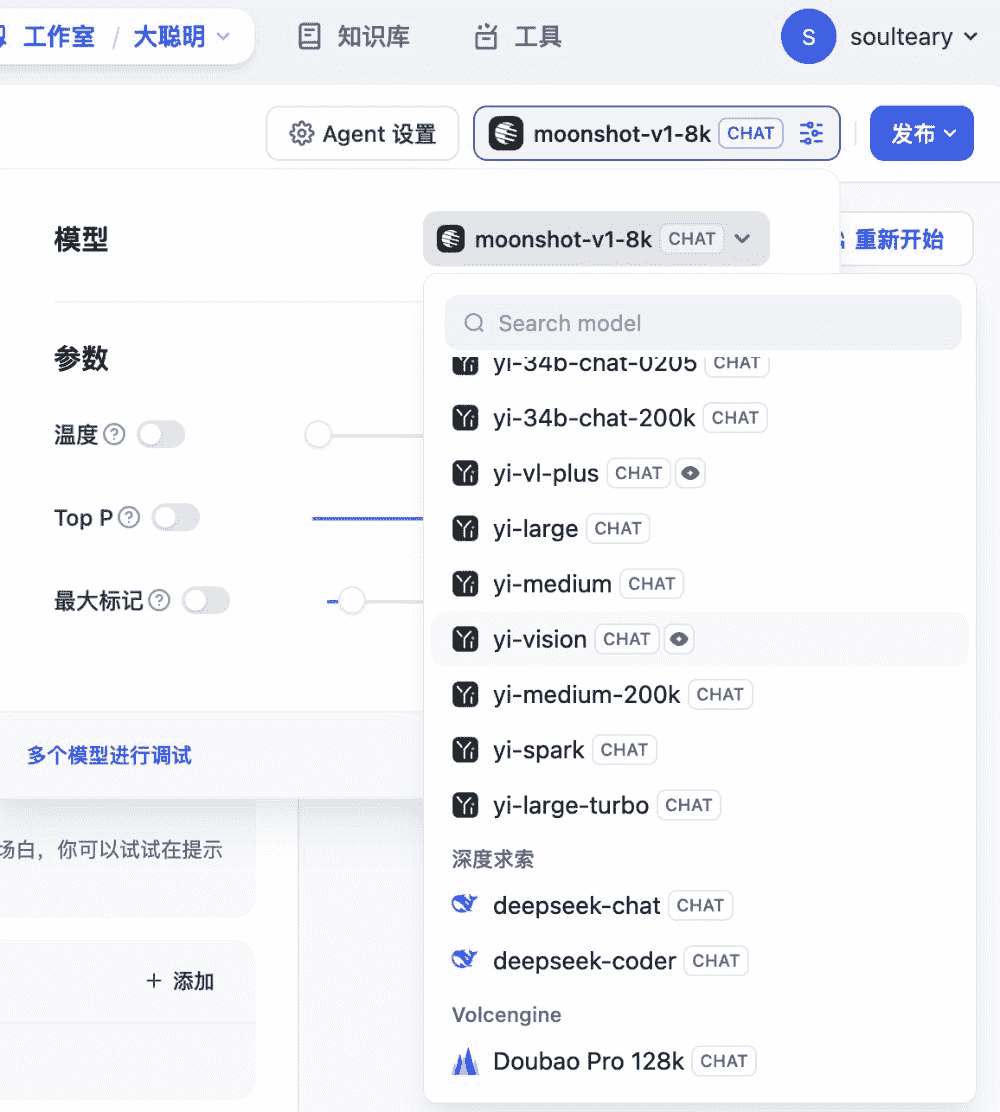 工作室 / 大聪明
知识库
工具
S soulteary
Agent 设置
moonshot-v1-8k CHAT
发布
模型
moonshot-v1-8k CHAT
重新开始
Search model
参数
yi-34b-chat-0205 CHAT
yi-34b-chat-200k CHAT
温度
yi-vl-plus CHAT
Top P
yi-large CHAT
yi-medium CHAT
最大标记
yi-vision CHAT
yi-medium-200k CHAT
多个模型进行调试
yi-spark CHAT
yi-large-turbo CHAT
场白，你可以试试在提示
深度求索
deepseek-chat CHAT
deepseek-coder CHAT
+ 添加
Volcengine
Doubao Pro 128k CHAT